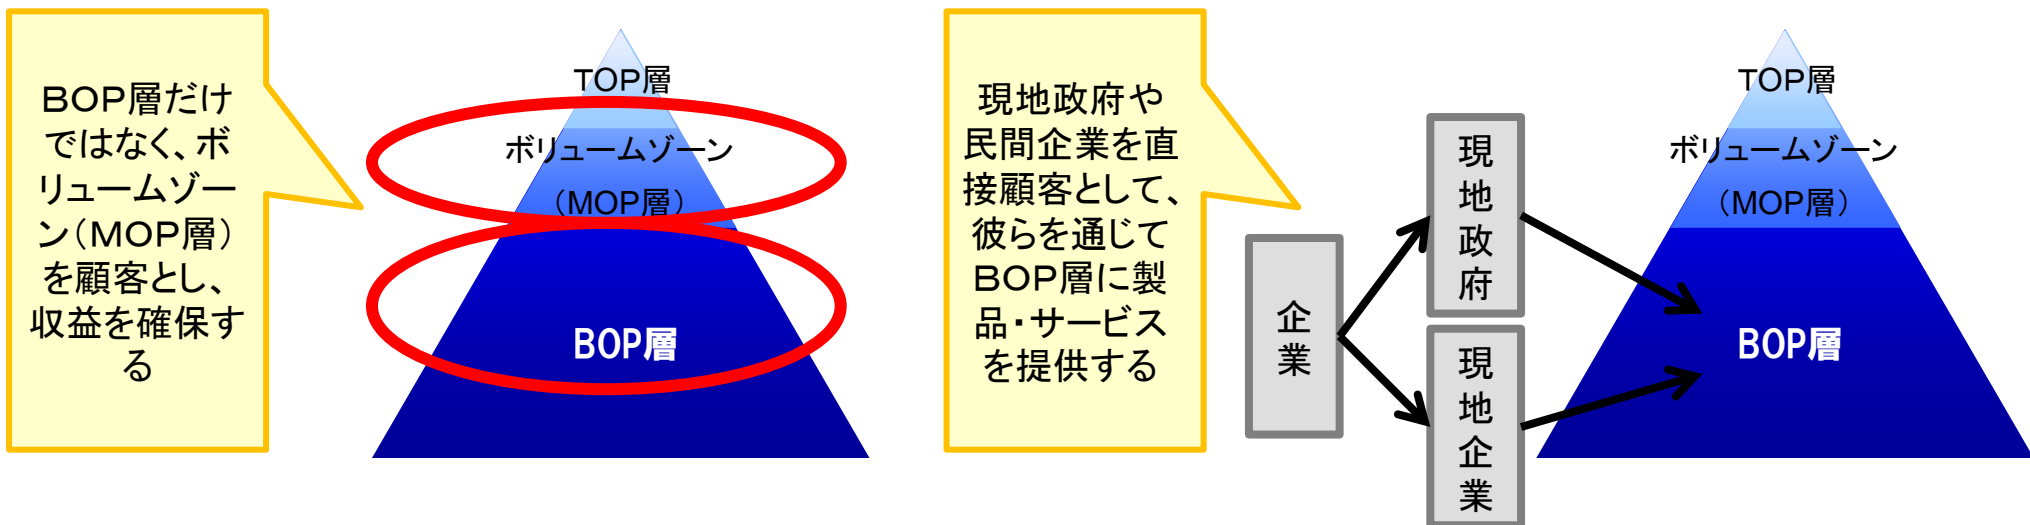 BOP層だけ
ではなく、ボ
リュームゾー
ン(MOP層)
を顧客とし、
収益を確保す
る
TOP層
ボリュームゾーン
(MOP層)
BOP層
現地政府や
民間企業を直
接顧客として、
彼らを通じて
BOP層に製
品・サービス
を提供する
企業
現地政府
現地企業
TOP層
ボリュームゾーン
(MOP層)
BOP層